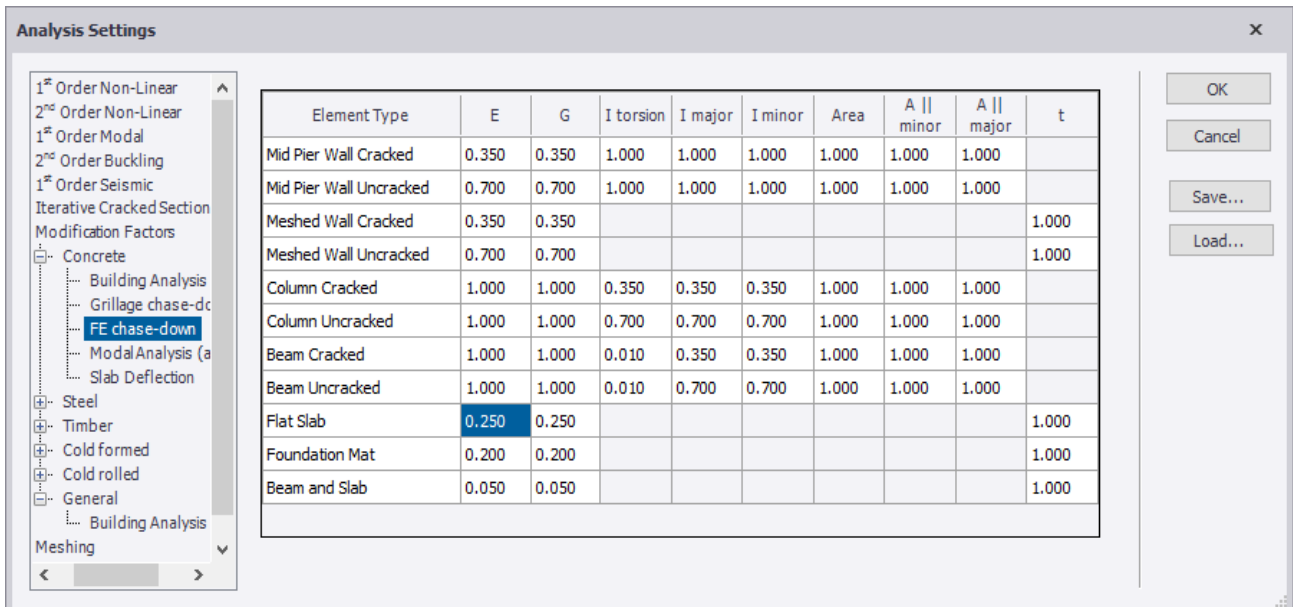 Analysis Settings
1st Order Non-Linear
2nd Order Non-Linear
1st Order Modal
2nd Order Buckling
1st Order Seismic
Iterative Cracked Section
Modification Factors
Concrete
Building Analysis
Grillage chase-dc
FE chase-down
Modal Analysis (a
Slab Deflection
Steel
Timber
Cold formed
Cold rolled
General
Building Analysis
Meshing
Element Type E G I torsion I major I minor Area A || minor A || major t
Mid Pier Wall Cracked 0.350 0.350 1.000 1.000 1.000 1.000 1.000 1.000
Mid Pier Wall Uncracked 0.700 0.700 1.000 1.000 1.000 1.000 1.000 1.000
Meshed Wall Cracked 0.350 0.350 1.000
Meshed Wall Uncracked 0.700 0.700 1.000
Column Cracked 1.000 1.000 0.350 0.350 0.350 1.000 1.000 1.000
Column Uncracked 1.000 1.000 0.700 0.700 0.700 1.000 1.000 1.000
Beam Cracked 1.000 1.000 0.010 0.350 0.350 1.000 1.000 1.000
Beam Uncracked 1.000 1.000 0.010 0.700 0.700 1.000 1.000 1.000
Flat Slab 0.250 0.250 1.000
Foundation Mat 0.200 0.200 1.000
Beam and Slab 0.050 0.050 1.000
OK
Cancel
Save...
Load...